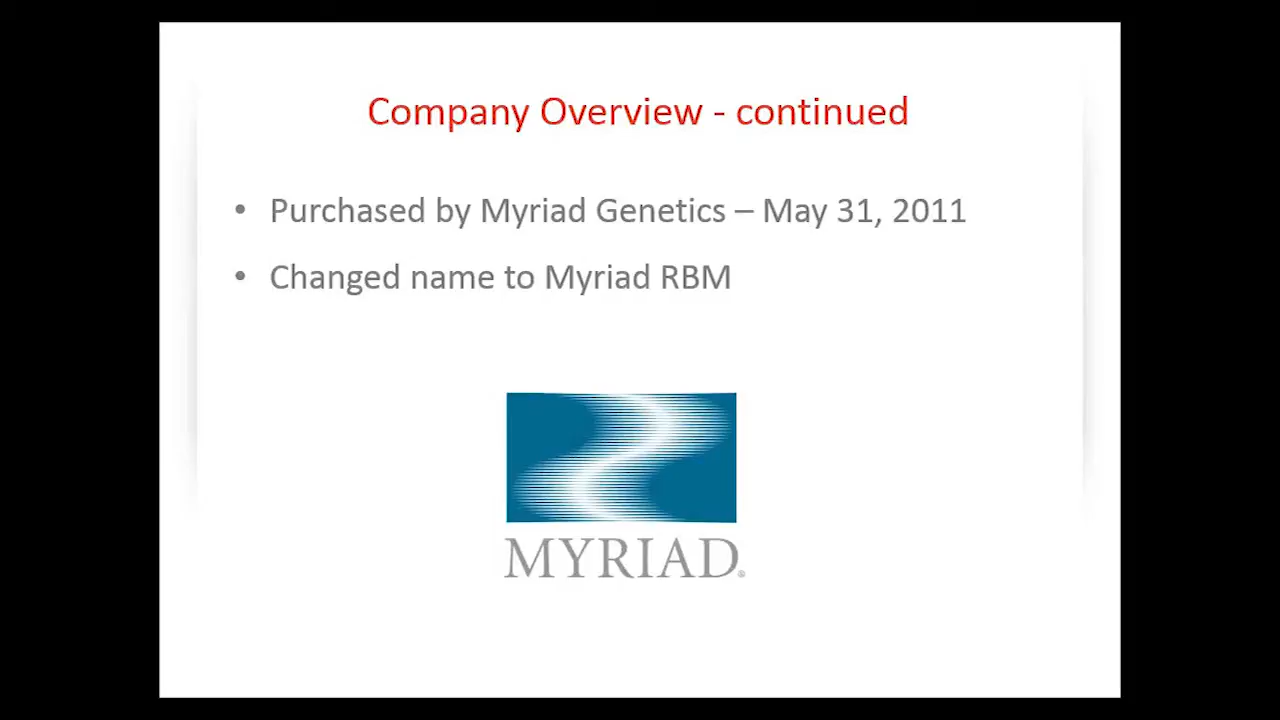 Company Overview - continued
• Purchased by Myriad Genetics – May 31, 2011
• Changed name to Myriad RBM
MYRIAD®